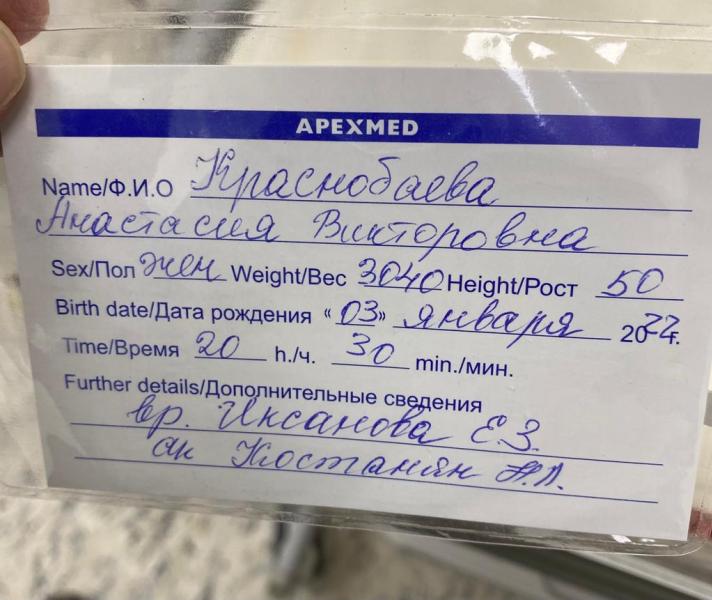 APEXMED
Name/Ф.И.О Краснобаева
Анастасия Викторовна
Sex/Пол жен Weight/Вес 3040 Height/Рост 50
Birth date/Дата рождения «03» января 2022г.
Time/Время 20 h./ч. 30 min./мин.
Further details/Дополнительные сведения
вр. Иксанова Е.З.
ак Костанян